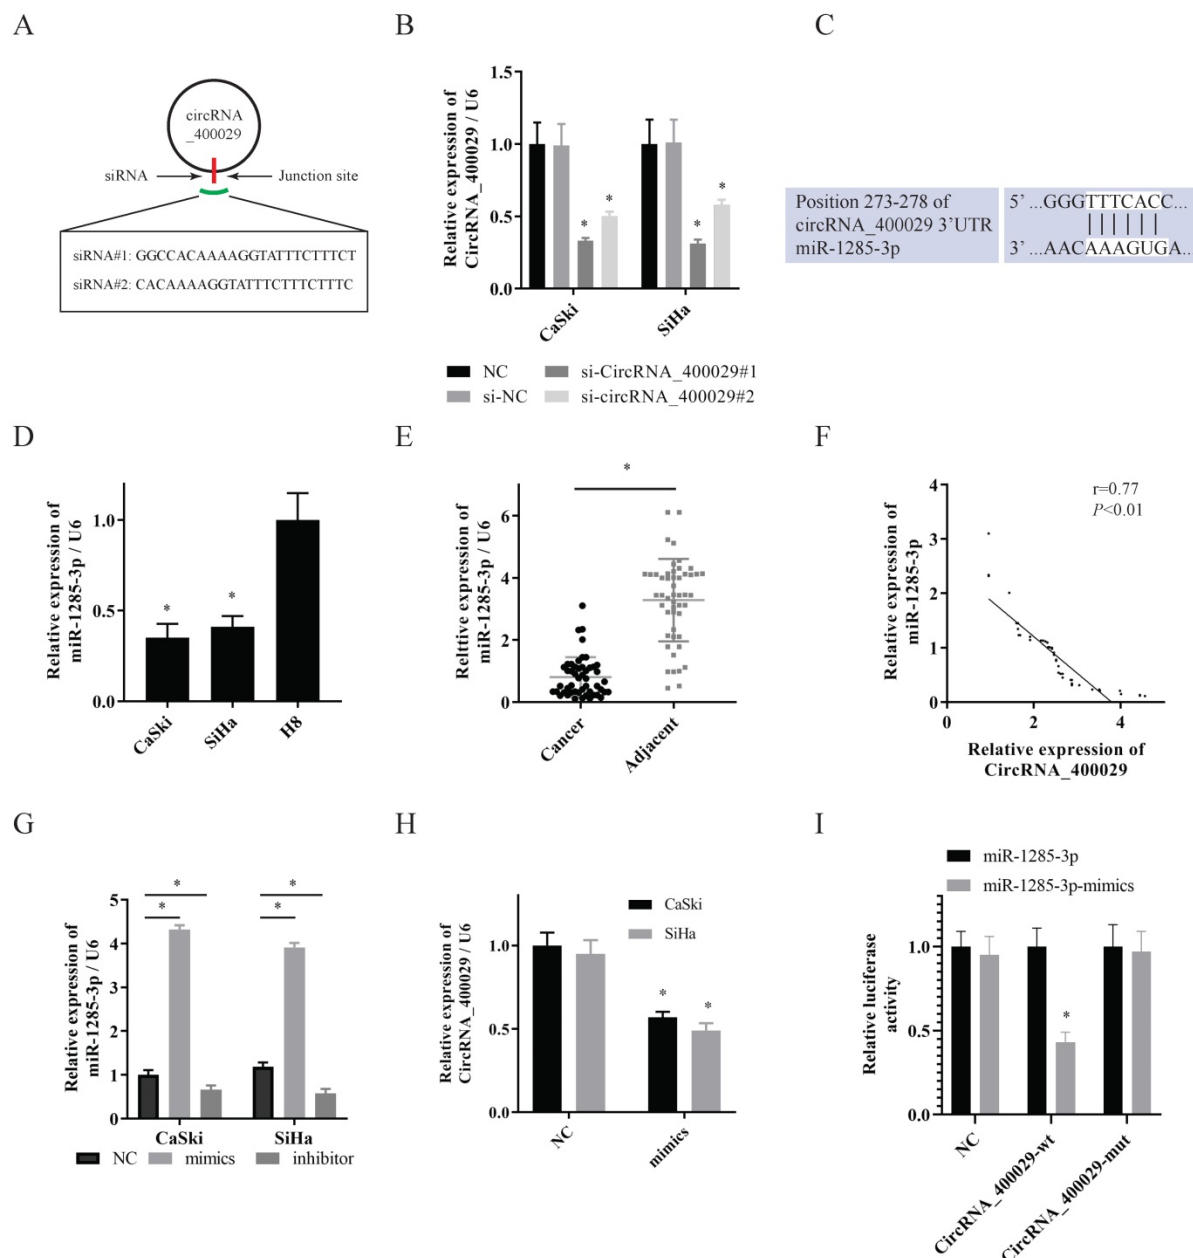 A
circRNA
_400029
siRNA
Junction site
siRNA#1: GGCCACAAAAGGTATTTCTTTCT
siRNA#2: CACAAAAGGTATTTCTTTCTTTC
B
Relative expression of
CircRNA_400029 / U6
1.5
1.0
0.5
0.0
* * * *
CaSki
SiHa
NC
si-CircRNA_400029#1
si-NC
si-circRNA_400029#2
C
Position 273-278 of
circRNA_400029 3'UTR
miR-1285-3p
5' ...GGGTTTCACC...
3' ...AACAAAGUGA...
D
Relative expression of
miR-1285-3p / U6
1.0
0.5
0.0
* *
CaSki
SiHa
H8
E
Relttive expression of
miR-1285-3p / U6
6
4
2
0
*
Cancer
Adjacent
F
Relative expression of
miR-1285-3p
4
3
2
1
0
r=0.77
P<0.01
0 2 4
Relative expression of
CircRNA_400029
G
Relative expression of
miR-1285-3p / U6
5
4
3
2
1
0
* *
* *
CaSki
SiHa
NC
mimics
inhibitor
H
Relative expression of
CircRNA_400029 / U6
1.0
0.5
0.0
CaSki
SiHa
* *
NC
mimics
I
miR-1285-3p
miR-1285-3p-mimics
Relative luciferase
activity
1.0
0.5
0.0
*
NC
CircRNA_400029-wt
CircRNA_400029-mut